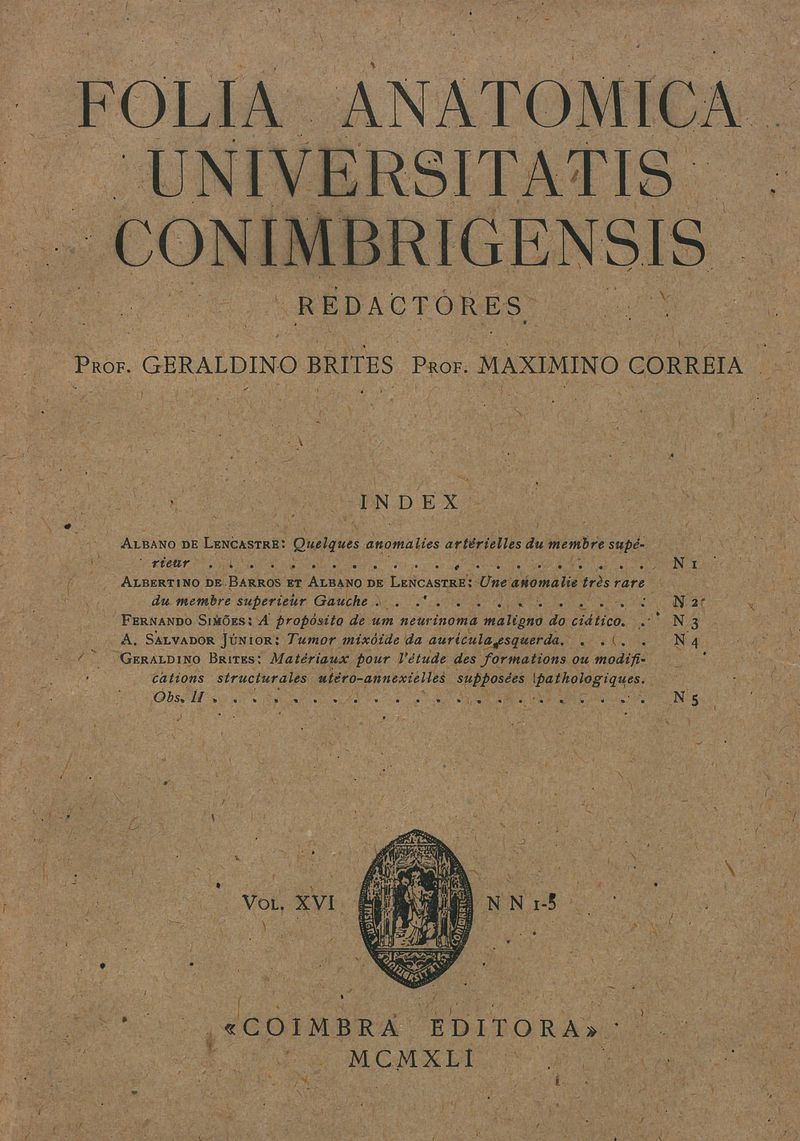 FOLIA ANATOMICA
UNIVERSITATIS
CONIMBRIGENSIS
REDACTORES
Prof. GERALDINO BRITES Prof. MAXIMINO CORREIA
INDEX
Albano de Lencastre: Quelques anomalies artérielles du membre supé-
rieur . . . . . . . . . . . . . . . . . . . . . . N 1
Albertino de Barros et Albano de Lencastre: Une anomalie très rare
du membre superieur Gauche . . . . . . . . . . . . . . N 2
Fernando Simões: A propósito de um neurinoma maligno do ciático. . N 3
A. Salvador Júnior: Tumor mixóide da aurícula esquerda. . . . . N 4
Geraldino Brites: Matériaux pour l'étude des formations ou modifi-
cations structurales utéro-annexielles supposées pathologiques.
Obs. II . . . . . . . . . . . . . . . . . . . . . . N 5
Vol. XVI N N 1-5
INSIGNIA
UNIVERSITATIS
«COIMBRA EDITORA»
MCMXLI